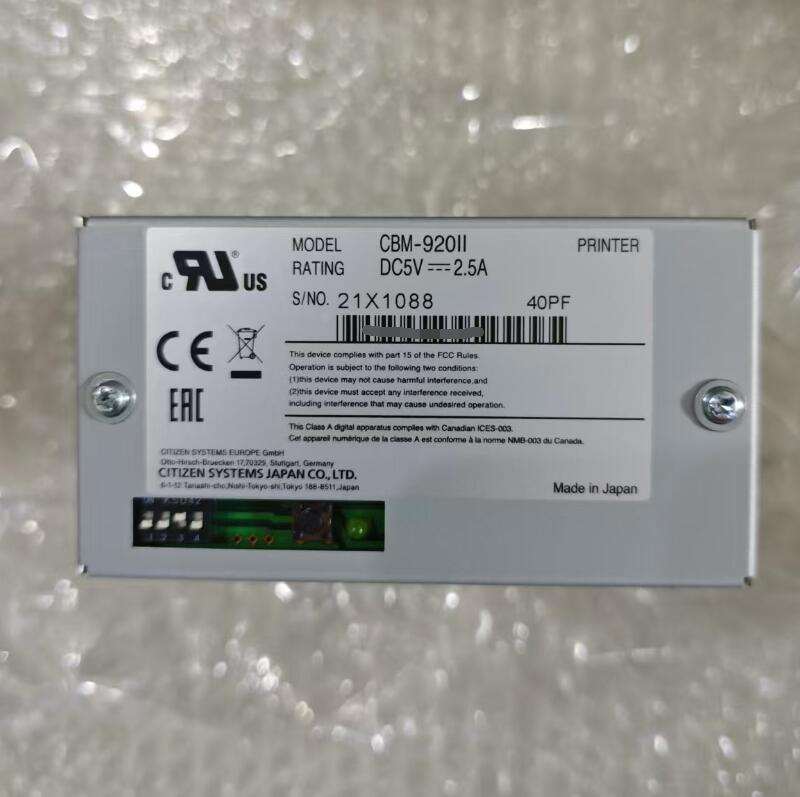 c RU ® US
MODEL CBM-920II PRINTER
RATING DC5V⎓2.5A
S/NO. 21X1088 40PF
CE
EAC
This device complies with part 15 of the FCC Rules.
Operation is subject to the following two conditions:
(1)this device may not cause harmful interference,and
(2)this device must accept any interference received,
including interference that may cause undesired operation.
This Class A digital apparatus complies with Canadian ICES-003.
Cet appareil numérique de la classe A est conforme à la norme NMB-003 du Canada.
CITIZEN SYSTEMS EUROPE GmbH
Otto-Hirsch-Bruecken 17,70329, Stuttgart, Germany
CITIZEN SYSTEMS JAPAN CO., LTD.
6-1-12 Tanashi-cho,Nishi-Tokyo-shi,Tokyo 188-8511,Japan
Made in Japan
1 2 3 4